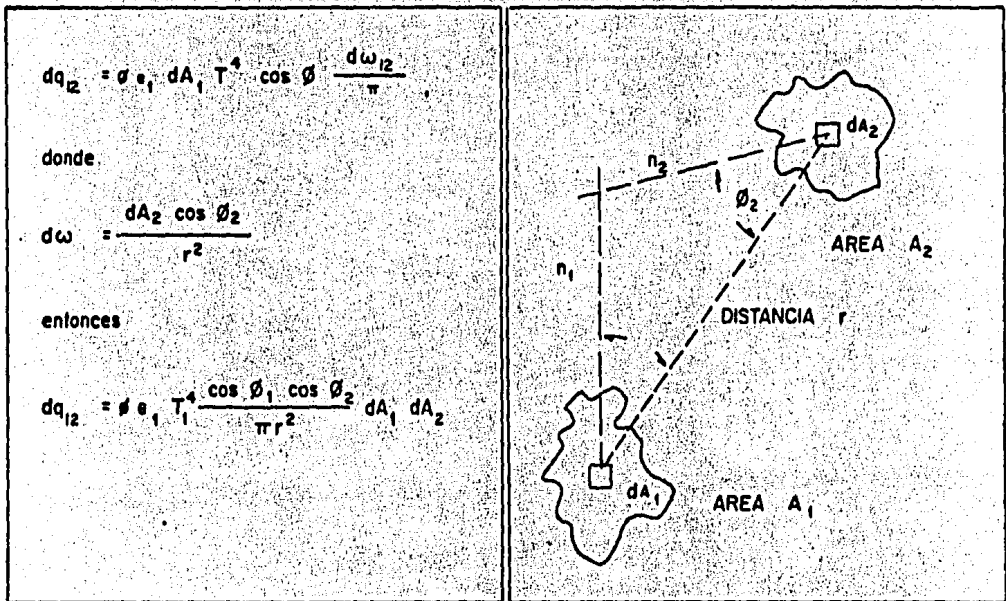 dq₁₂ = ø e₁ dA₁ T⁴ cos Ø dω₁₂/π ,
donde
dω = dA₂ cos Ø₂ / r²
entonces
dq₁₂ = ø e₁ T₁⁴ cos Ø₁ cos Ø₂ / πr² dA₁ dA₂
dA₂
n₂
Ø₂
AREA A₂
n₁
DISTANCIA r
dA₁
AREA A₁